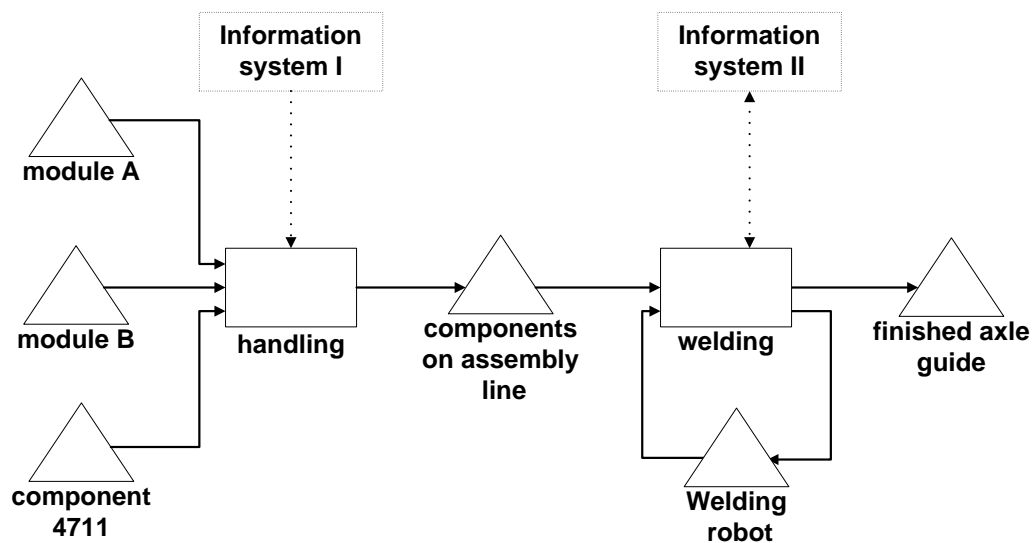 Information
system I
Information
system II
module A
module B
handling
components
on assembly
line
welding
finished axle
guide
component
4711
Welding
robot